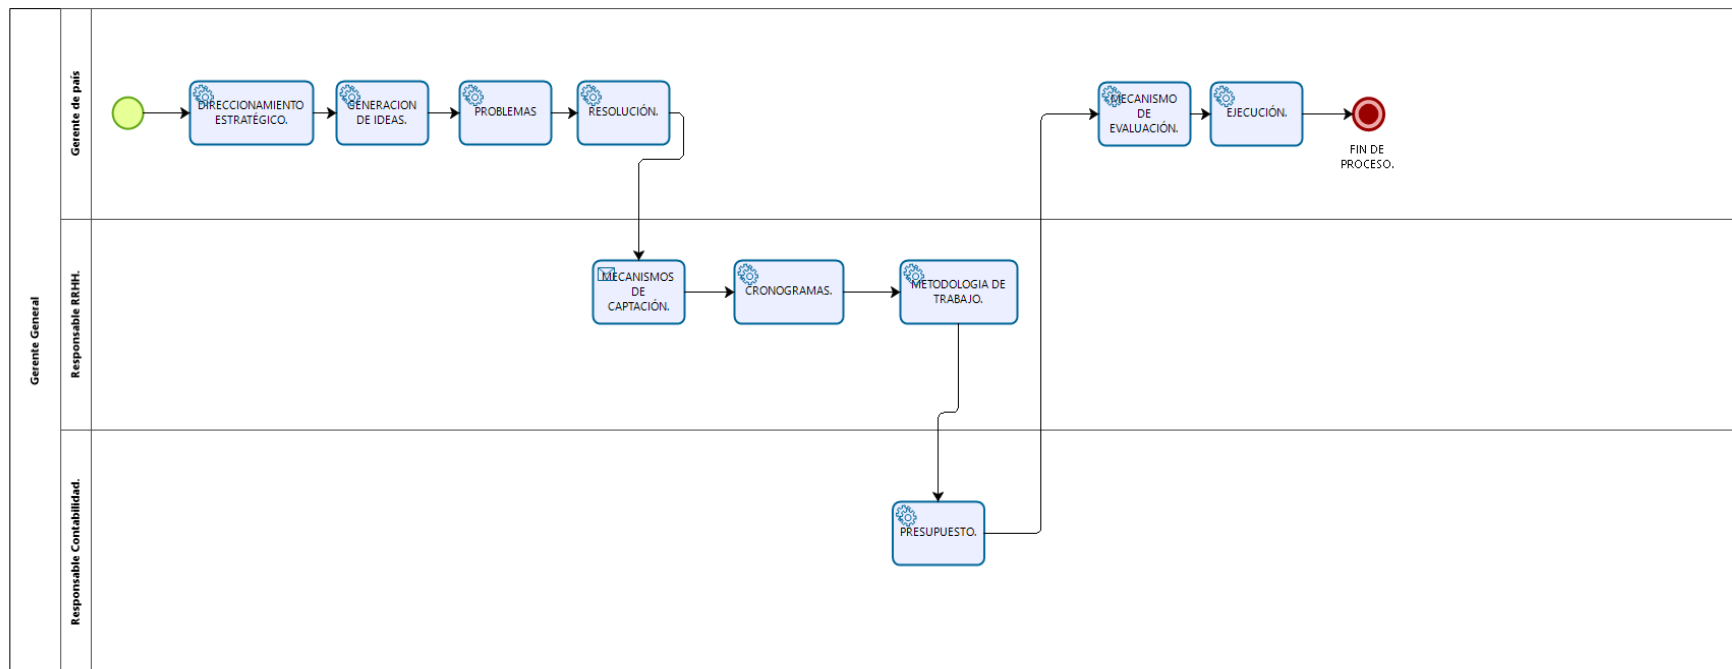 Gerente General
Gerente de país
DIRECCIONAMIENTO
ESTRATÉGICO.
GENERACION
DE IDEAS.
PROBLEMAS
RESOLUCIÓN.
MECANISMO
DE
EVALUACIÓN.
EJECUCIÓN.
FIN DE
PROCESO.
Responsable RRHH.
MECANISMOS
DE
CAPTACIÓN.
CRONOGRAMAS.
METODOLOGIA DE
TRABAJO.
Responsable Contabilidad.
PRESUPUESTO.